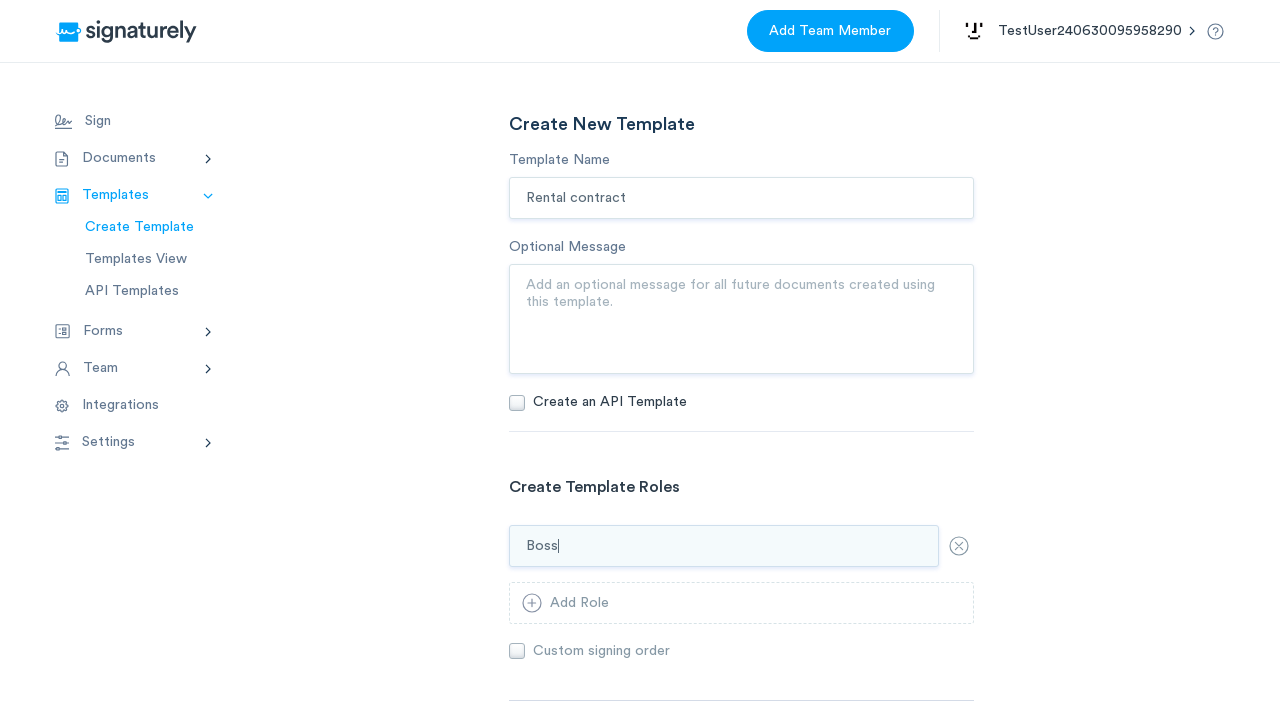 signaturely
Add Team Member
TestUser240630095958290
Sign
Documents
Templates
Create Template
Templates View
API Templates
Forms
Team
Integrations
Settings
Create New Template
Template Name
Rental contract
Optional Message
Add an optional message for all future documents created using
this template.
Create an API Template
Create Template Roles
Boss
Add Role
Custom signing order